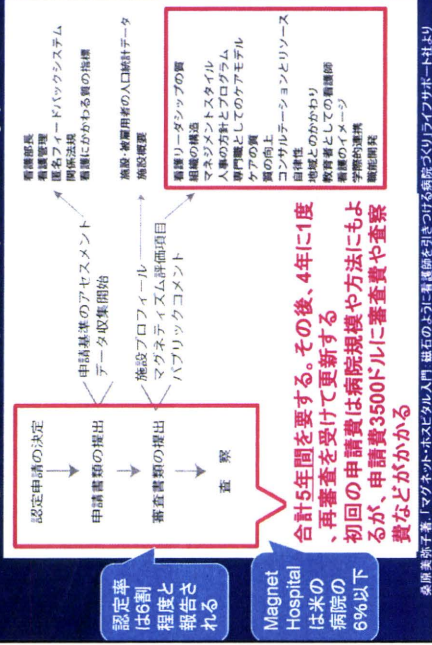 認定申請の決定
申請書類の提出
審査書類の提出
査 察
申請基準のアセスメント
データ収集開始
施設プロフィール
マグネティズム評価項目
パブリックコメント
看護部長
看護管理
匿名フィードバックシステム
関係法規
看護にかかわる質の指標
施設・被雇用者の人口統計データ
施設概要
看護リーダーシップの質
組織の構造
マネジメントスタイル
人事の方針とプログラム
専門職としてのケアモデル
ケアの質
質の向上
コンサルテーションとリソース
自律性
地域とのかかわり
教育者としての看護師
看護のイメージ
学際的連携
職能開発
認定率
は6割
程度と
報告さ
れる
Magnet
Hospital
は米の
病院の
6%以下
合計5年間を要する。その後、4年に1度
、再審査を受けて更新する
初回の申請費は病院規模や方法にもよ
るが、申請費3500ドルに審査費や査察
費などがかかる
桑原美弥子著、「マグネット・ホスピタル入門：磁石のように看護師を引きつける病院づくり」ライフサポート社より